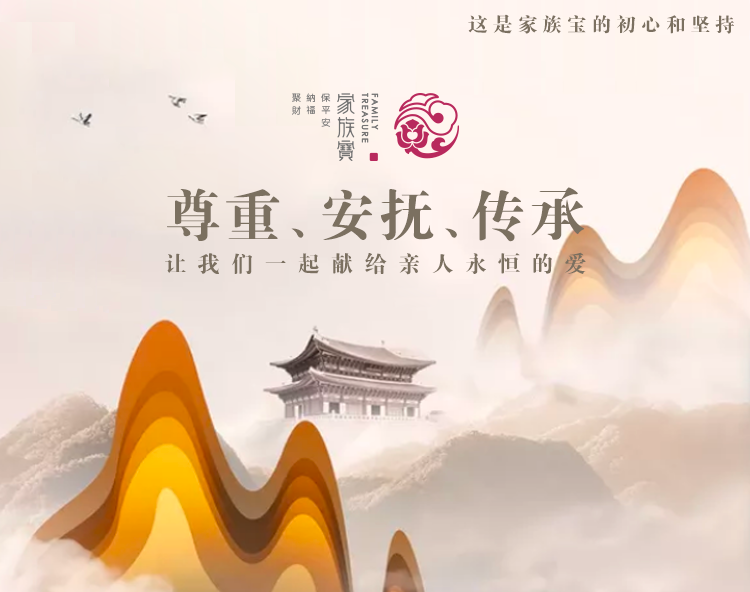 这是家族宝的初心和坚持
FAMILY
TREASURE
家族寶
保平安
納福
聚財
尊重、安抚、传承
让我们一起献给亲人永恒的爱